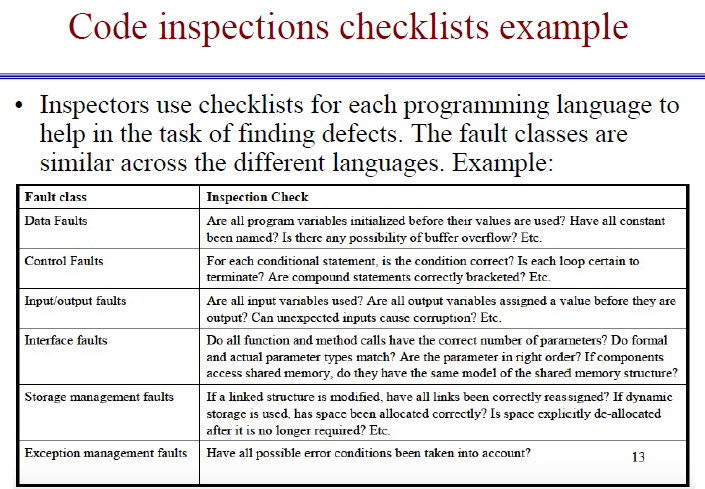 Code inspections checklists example
• Inspectors use checklists for each programming language to
help in the task of finding defects. The fault classes are
similar across the different languages. Example:
Fault class Inspection Check
Data Faults Are all program variables initialized before their values are used? Have all constant
been named? Is there any possibility of buffer overflow? Etc.
Control Faults For each conditional statement, is the condition correct? Is each loop certain to
terminate? Are compound statements correctly bracketed? Etc.
Input/output faults Are all input variables used? Are all output variables assigned a value before they are
output? Can unexpected inputs cause corruption? Etc.
Interface faults Do all function and method calls have the correct number of parameters? Do formal
and actual parameter types match? Are the parameter in right order? If components
access shared memory, do they have the same model of the shared memory structure?
Storage management faults If a linked structure is modified, have all links been correctly reassigned? If dynamic
storage is used, has space been allocated correctly? Is space explicitly de-allocated
after it is no longer required? Etc.
Exception management faults Have all possible error conditions been taken into account?
13